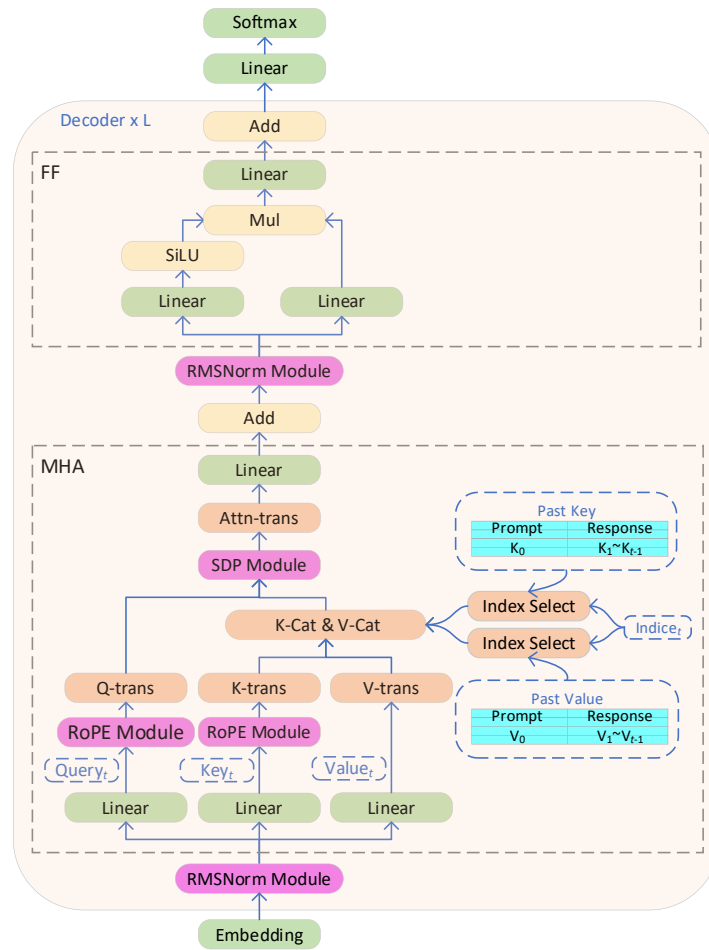 Softmax
Linear
Decoder x L
Add
FF
Linear
Mul
SiLU
Linear
Linear
RMSNorm Module
Add
MHA
Linear
Attn-trans
SDP Module
Past Key
Prompt Response
K0 K1~Kt-1
K-Cat & V-Cat
Index Select
Index Select
Indicet
Q-trans
K-trans
V-trans
Past Value
Prompt Response
V0 V1~Vt-1
RoPE Module
RoPE Module
Queryt
Keyt
Valuet
Linear
Linear
Linear
RMSNorm Module
Embedding